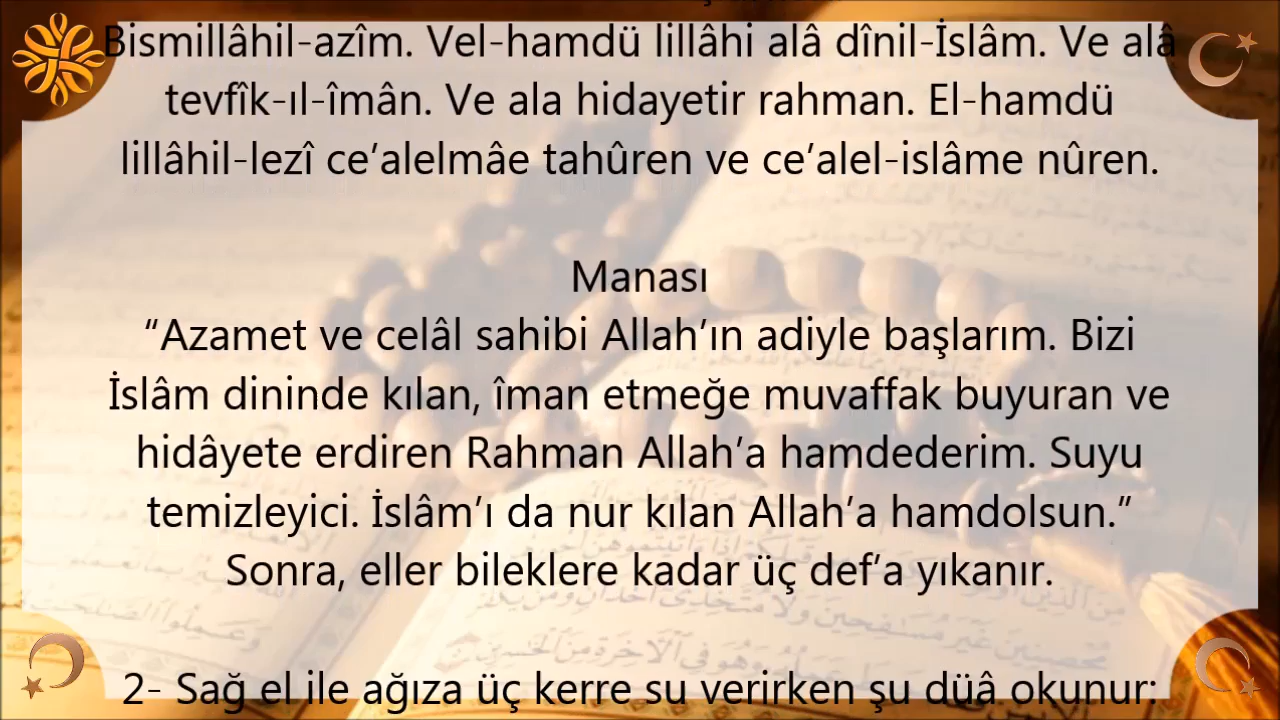 Bismillâhil-azîm. Vel-hamdü lillâhi alâ dînil-İslâm. Ve alâ
tevfîk-ıl-îmân. Ve ala hidayetir rahman. El-hamdü
lillâhil-lezî ce’alelmâe tahûren ve ce’alel-islâme nûren.
Manası
“Azamet ve celâl sahibi Allah’ın adiyle başlarım. Bizi
İslâm dininde kılan, îman etmeğe muvaffak buyuran ve
hidâyete erdiren Rahman Allah’a hamdederim. Suyu
temizleyici. İslâm’ı da nur kılan Allah’a hamdolsun.”
Sonra, eller bileklere kadar üç def’a yıkanır.
2- Sağ el ile ağıza üç kerre su verirken şu düâ okunur: